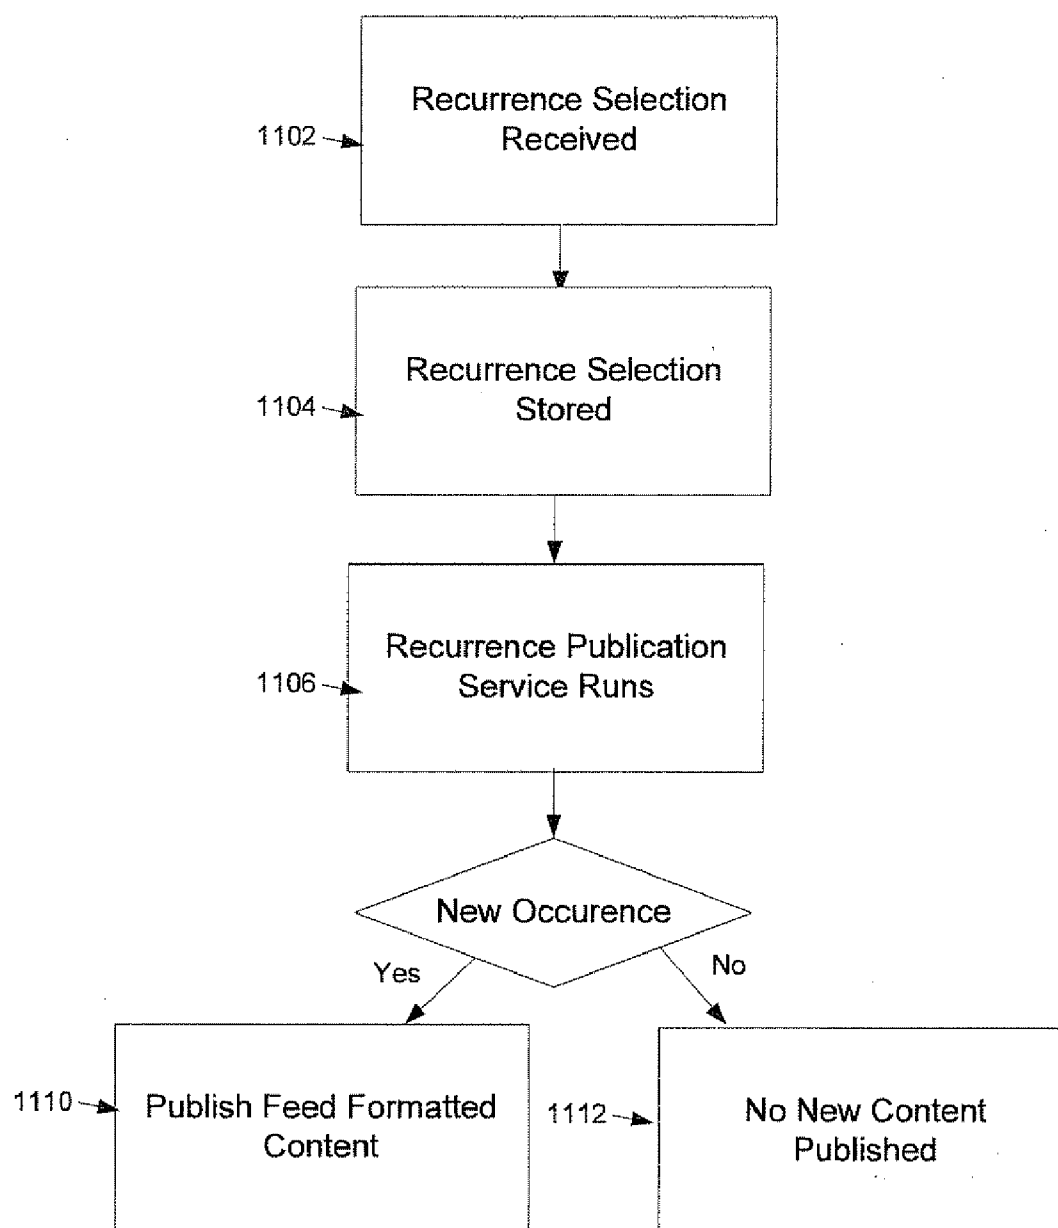 Recurrence Selection
Received
1102
Recurrence Selection
Stored
1104
Recurrence Publication
Service Runs
1106
New Occurence
Yes
No
1110
Publish Feed Formatted
Content
1112
No New Content
Published